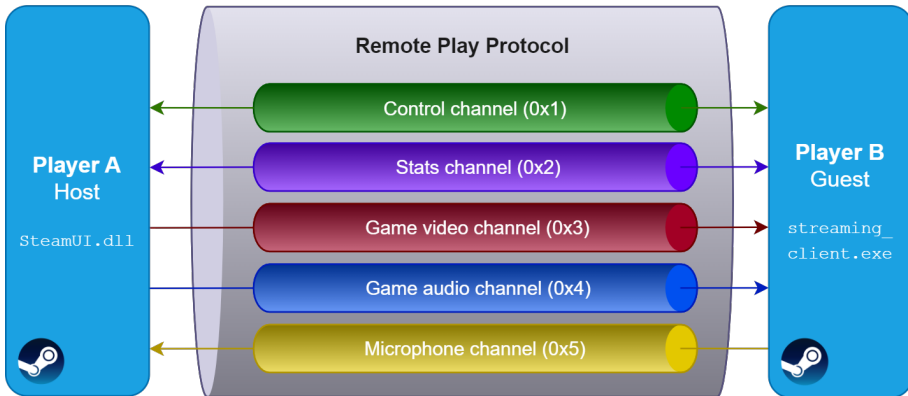 Remote Play Protocol
Control channel (0x1)
Stats channel (0x2)
Game video channel (0x3)
Game audio channel (0x4)
Microphone channel (0x5)
Player A
Host
SteamUI.dll
Player B
Guest
streaming_
client.exe